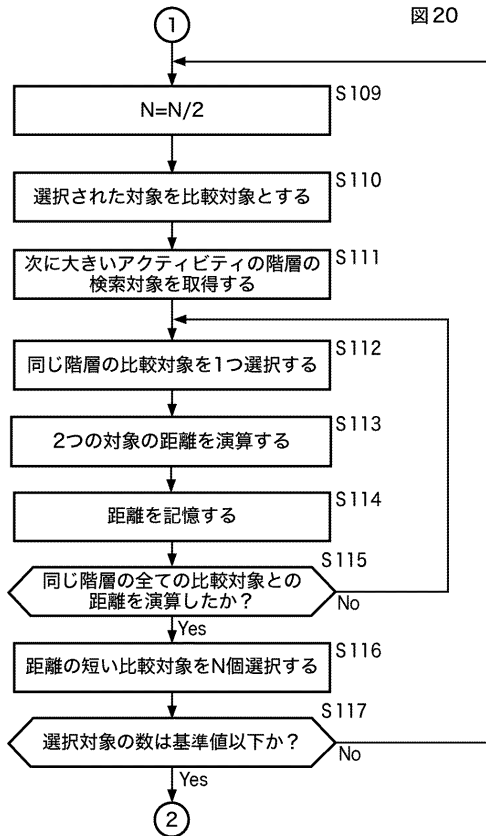 図20
1
S109
N=N/2
S110
選択された対象を比較対象とする
S111
次に大きいアクティビティの階層の
検索対象を取得する
S112
同じ階層の比較対象を1つ選択する
S113
2つの対象の距離を演算する
S114
距離を記憶する
S115
同じ階層の全ての比較対象との
距離を演算したか？
No
Yes
S116
距離の短い比較対象をN個選択する
S117
選択対象の数は基準値以下か？
No
Yes
2